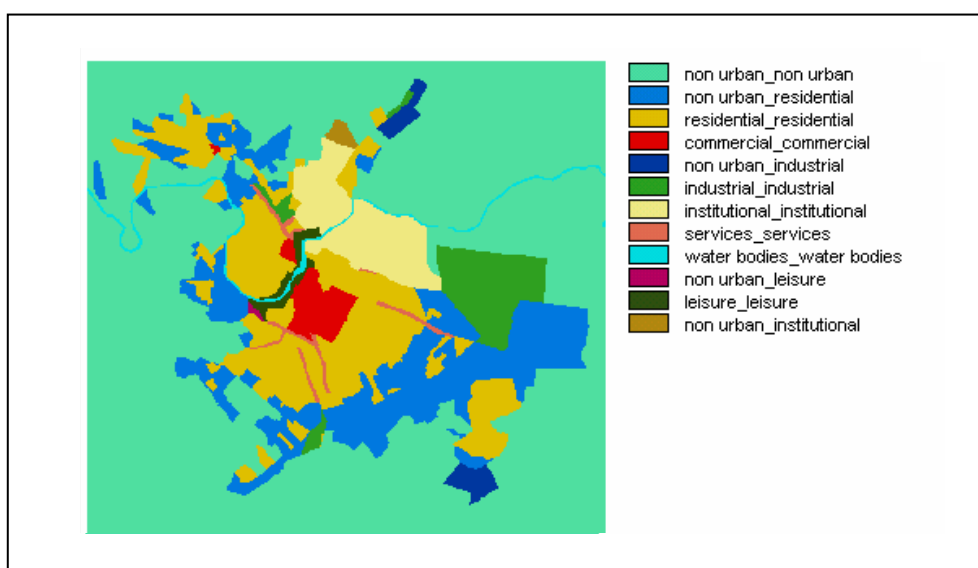 non urban_non urban
non urban_residential
residential_residential
commercial_commercial
non urban_industrial
industrial_industrial
institutional_institutional
services_services
water bodies_water bodies
non urban_leisure
leisure_leisure
non urban_institutional